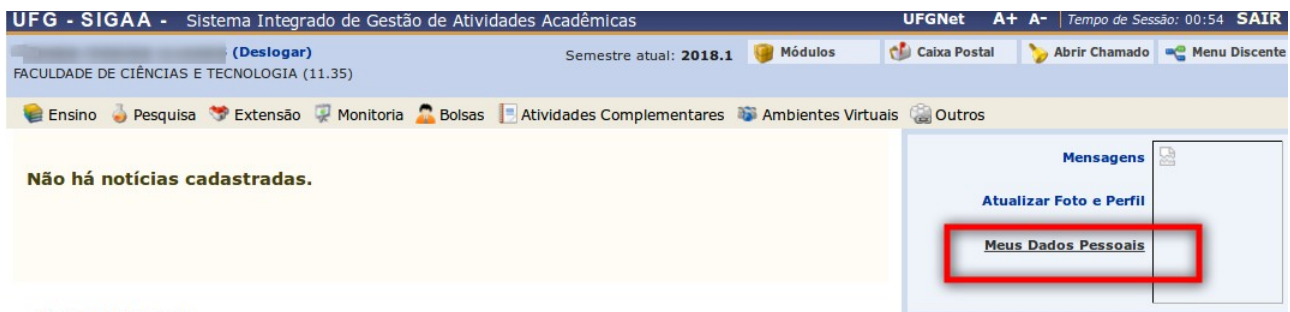 UFG - SIGAA - Sistema Integrado de Gestão de Atividades Acadêmicas UFGNet A+ A- | Tempo de Sessão: 00:54 SAIR
(Deslogar) Semestre atual: 2018.1 Módulos Caixa Postal Abrir Chamado Menu Discente
FACULDADE DE CIÊNCIAS E TECNOLOGIA (11.35)
Ensino Pesquisa Extensão Monitoria Bolsas Atividades Complementares Ambientes Virtuais Outros
Não há notícias cadastradas.
Mensagens
Atualizar Foto e Perfil
Meus Dados Pessoais